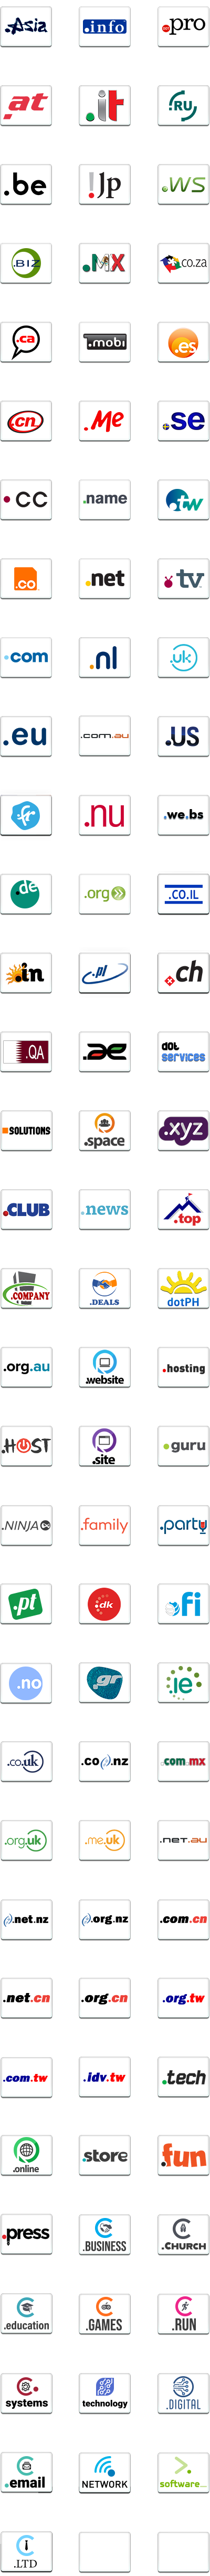 .Asia .info .pro
.at .it .RU
.be !Jp .ws
.BIZ .MX .co.za
.ca .mobi .es
.cn .Me .se
.cc .name .tw
.co .net .tv
.com .nl .uk
.eu .com.au .US
.fr .nu .we.bs
.de .org .CO.IL
.in .pl .ch
.QA .ae dot
services
.SOLUTIONS .space .xyz
.CLUB .news .top
.COMPANY .DEALS dotPH
.org.au .website .hosting
.HOST .site .guru
.NINJA .family .party
.pt .dk .fi
.no .gr .ie
.co.uk .co.nz .com.mx
.org.uk .me.uk .net.au
.net.nz .org.nz .com.cn
.net.cn .org.cn .org.tw
.com.tw .idv.tw .tech
.online .store .fun
.press .BUSINESS .CHURCH
.education .GAMES .RUN
systems technology .DIGITAL
.email NETWORK software
.LTD